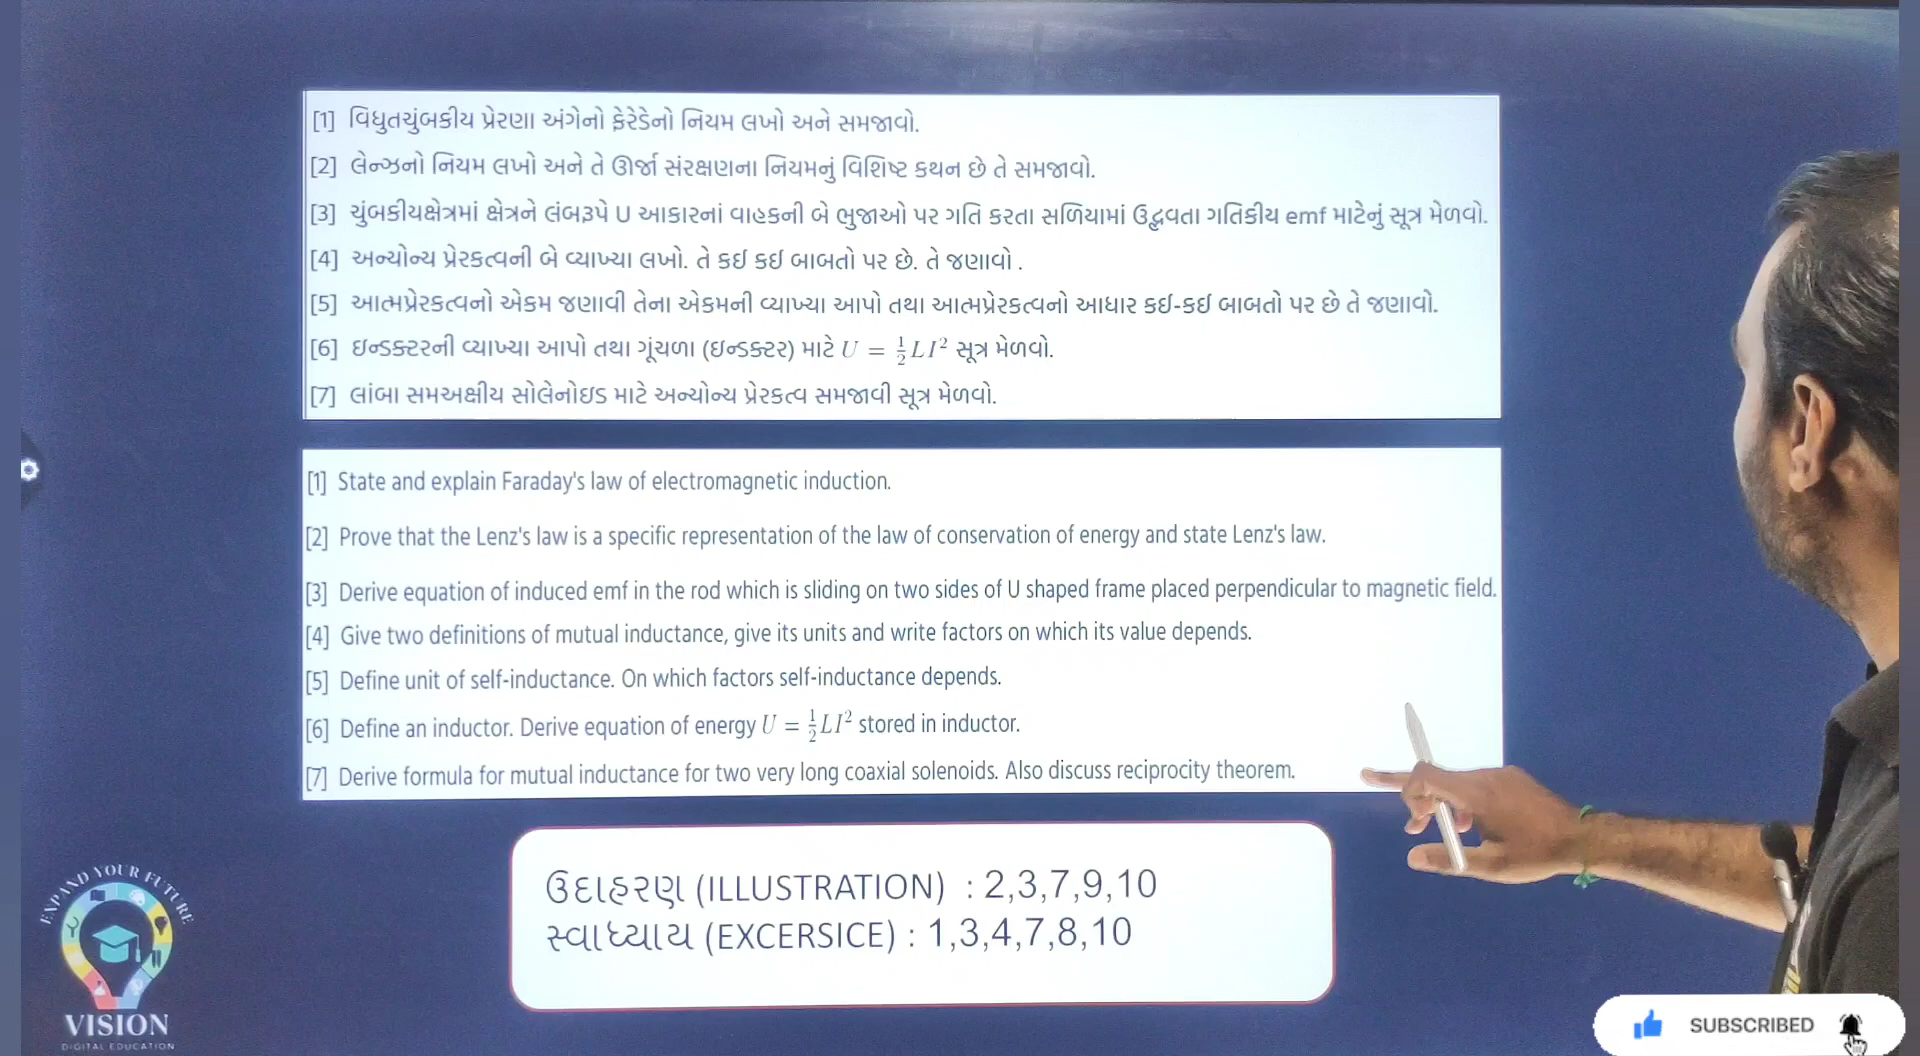 [1] વિધુતચુંબકીય પ્રેરણા અંગેનો ફેરેડેનો નિયમ લખો અને સમજાવો.
[2] લેન્ઝનો નિયમ લખો અને તે ઊર્જા સંરક્ષણના નિયમનું વિશિષ્ટ કથન છે તે સમજાવો.
[3] ચુંબકીયક્ષેત્રમાં ક્ષેત્રને લંબરૂપે U આકારનાં વાહકની બે ભુજાઓ પર ગતિ કરતા સળિયામાં ઉદ્ભવતા ગતિકીય emf માટેનું સૂત્ર મેળવો.
[4] અન્યોન્ય પ્રેરકત્વની બે વ્યાખ્યા લખો. તે કઈ કઈ બાબતો પર છે. તે જણાવો .
[5] આત્મપ્રેરકત્વનો એકમ જણાવી તેના એકમની વ્યાખ્યા આપો તથા આત્મપ્રેરકત્વનો આધાર કઈ-કઈ બાબતો પર છે તે જણાવો.
[6] ઇન્ડક્ટરની વ્યાખ્યા આપો તથા ગૂંચળા (ઇન્ડક્ટર) માટે U = ½LI² સૂત્ર મેળવો.
[7] લાંબા સમઅક્ષીય સોલેનોઇડ માટે અન્યોન્ય પ્રેરકત્વ સમજાવી સૂત્ર મેળવો.
[1] State and explain Faraday's law of electromagnetic induction.
[2] Prove that the Lenz's law is a specific representation of the law of conservation of energy and state Lenz's law.
[3] Derive equation of induced emf in the rod which is sliding on two sides of U shaped frame placed perpendicular to magnetic field.
[4] Give two definitions of mutual inductance, give its units and write factors on which its value depends.
[5] Define unit of self-inductance. On which factors self-inductance depends.
[6] Define an inductor. Derive equation of energy U = ½LI² stored in inductor.
[7] Derive formula for mutual inductance for two very long coaxial solenoids. Also discuss reciprocity theorem.
ઉદાહરણ (ILLUSTRATION) : 2,3,7,9,10
સ્વાધ્યાય (EXCERSICE) : 1,3,4,7,8,10
EXPAND YOUR FUTURE
VISION
DIGITAL EDUCATION
SUBSCRIBED